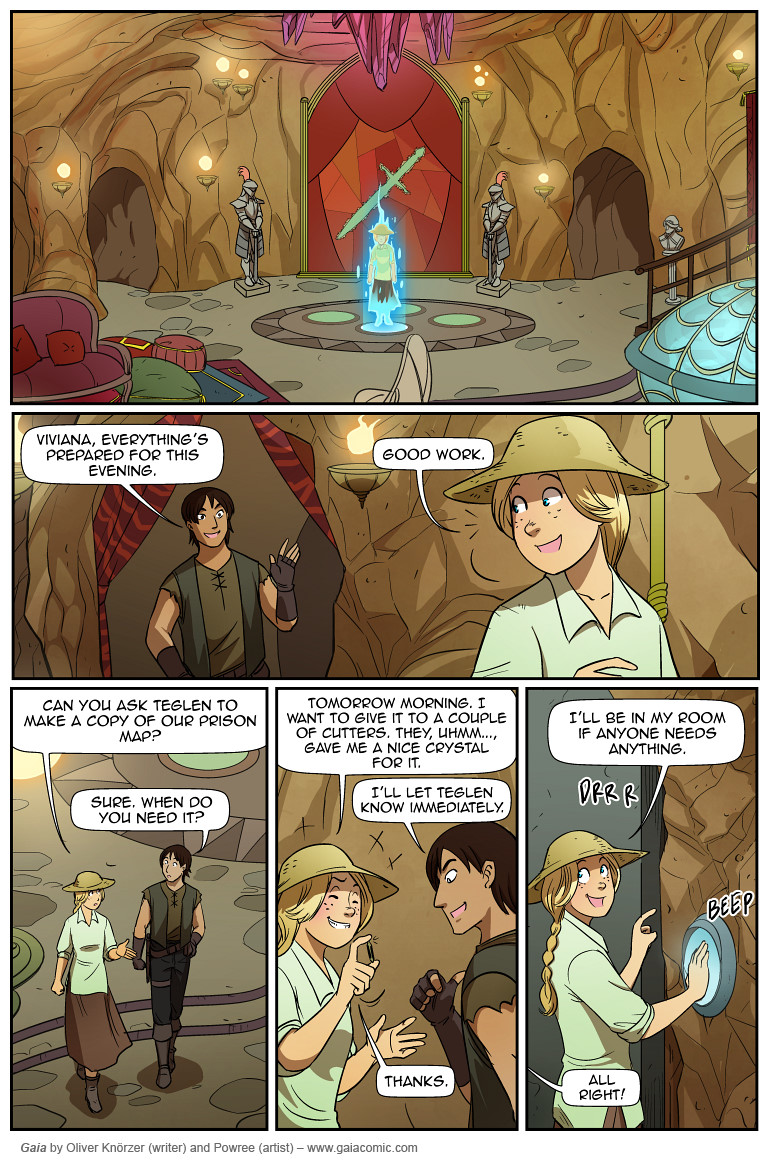 VIVIANA, EVERYTHING'S
PREPARED FOR THIS
EVENING.
GOOD WORK.
CAN YOU ASK TEGLEN TO
MAKE A COPY OF OUR PRISON
MAP?
SURE. WHEN DO
YOU NEED IT?
TOMORROW MORNING. I
WANT TO GIVE IT TO A COUPLE
OF CUTTERS. THEY, UHMM...,
GAVE ME A NICE CRYSTAL
FOR IT.
I'LL LET TEGLEN
KNOW IMMEDIATELY.
THANKS.
I'LL BE IN MY ROOM
IF ANYONE NEEDS
ANYTHING.
DRR R
BEEP
ALL
RIGHT!
Gaia by Oliver Knörzer (writer) and Powree (artist) – www.gaiacomic.com